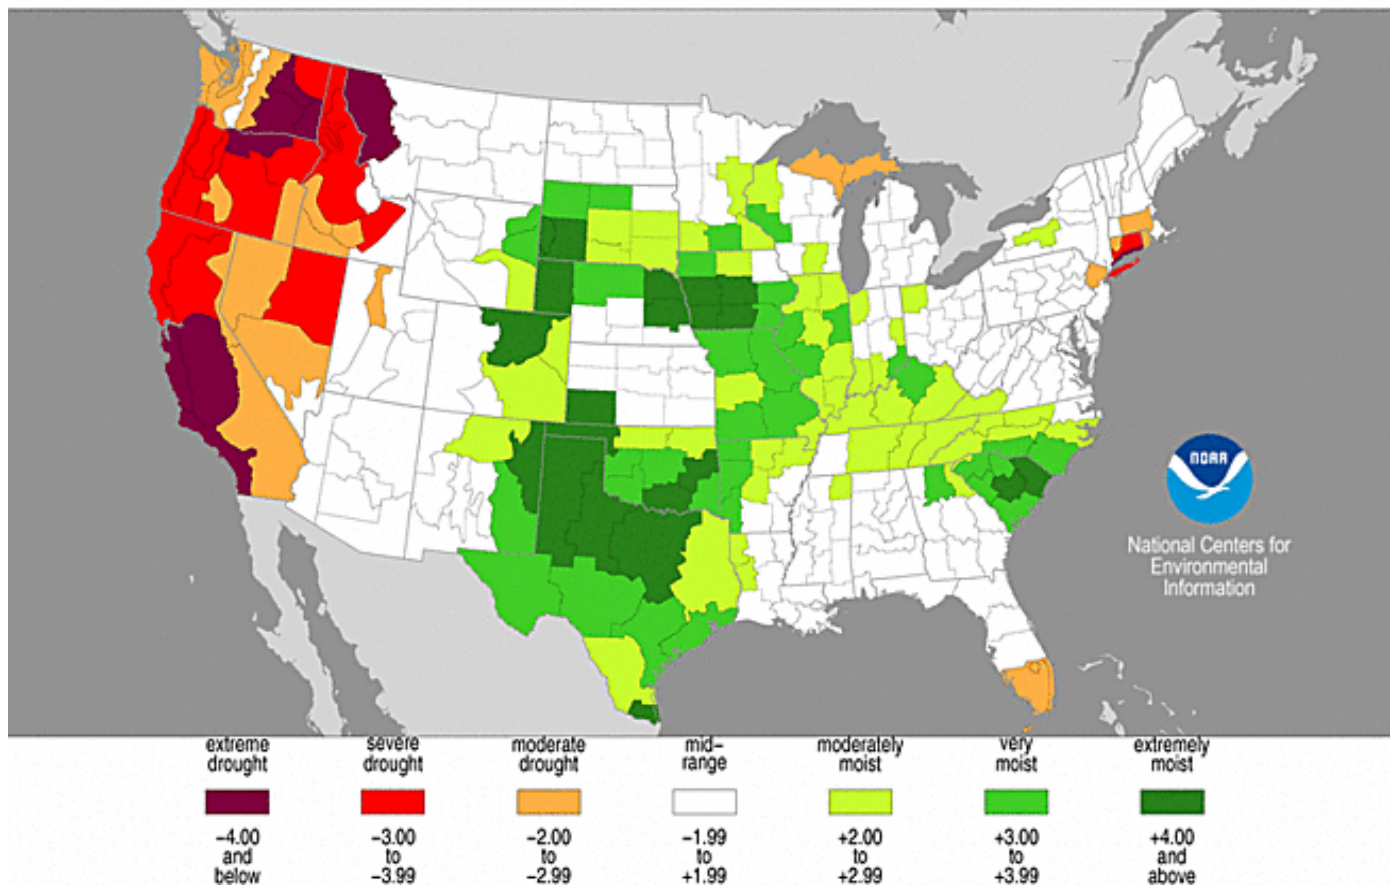 NOAA
National Centers for
Environmental
Information
extreme
drought
severe
drought
moderate
drought
mid–
range
moderately
moist
very
moist
extremely
moist
–4.00
and
below
–3.00
to
–3.99
–2.00
to
–2.99
–1.99
to
+1.99
+2.00
to
+2.99
+3.00
to
+3.99
+4.00
and
above